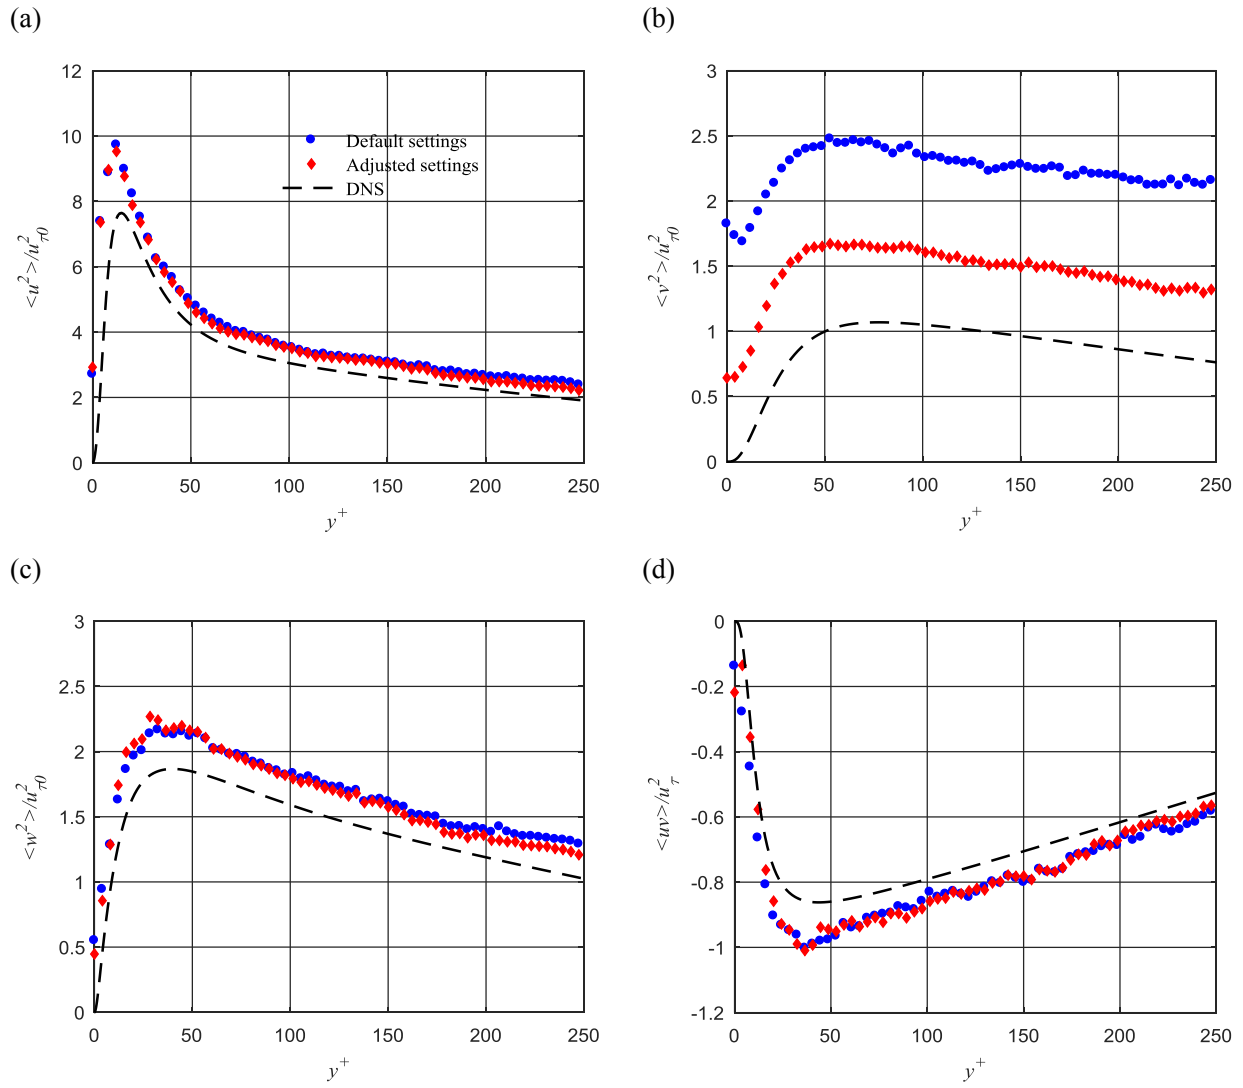 (a)
(b)
12
10
8
6
4
2
0
<u²>/u²τ0
Default settings
Adjusted settings
DNS
0 50 100 150 200 250
y⁺
3
2.5
2
1.5
1
0.5
0
<v²>/u²τ0
0 50 100 150 200 250
y⁺
(c)
(d)
3
2.5
2
1.5
1
0.5
0
<w²>/u²τ0
0 50 100 150 200 250
y⁺
0
-0.2
-0.4
-0.6
-0.8
-1
-1.2
<uv>/u²τ
0 50 100 150 200 250
y⁺